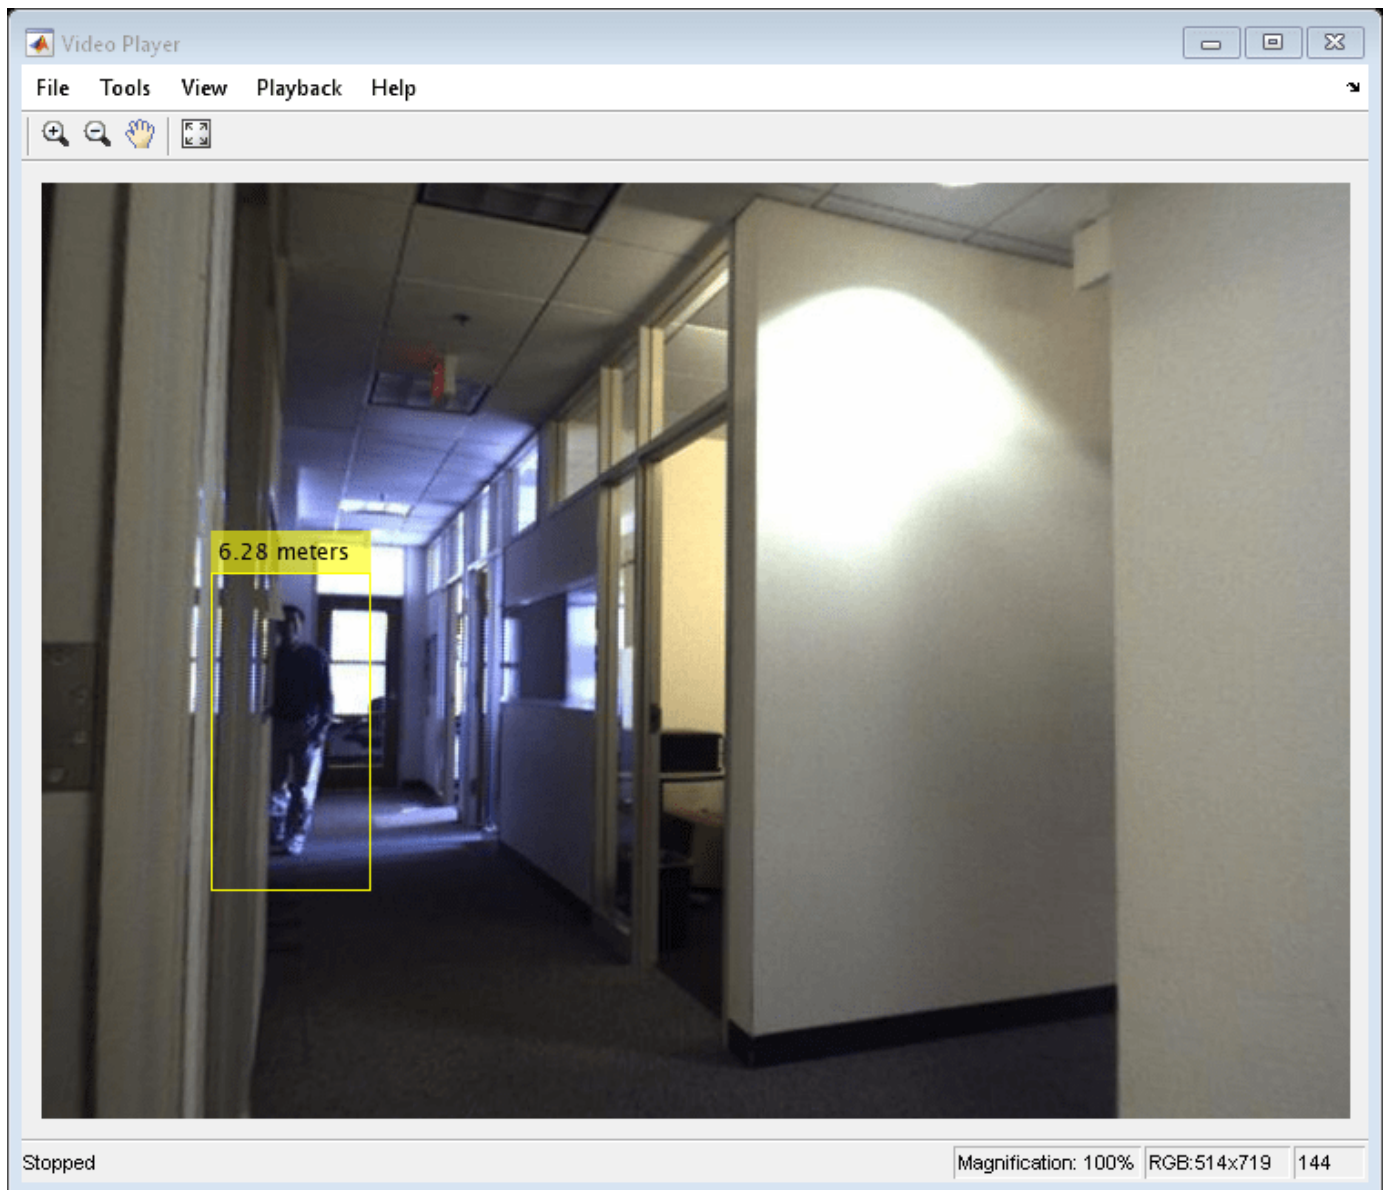 Video Player
File Tools View Playback Help
6.28 meters
Stopped
Magnification: 100% RGB:514x719 144